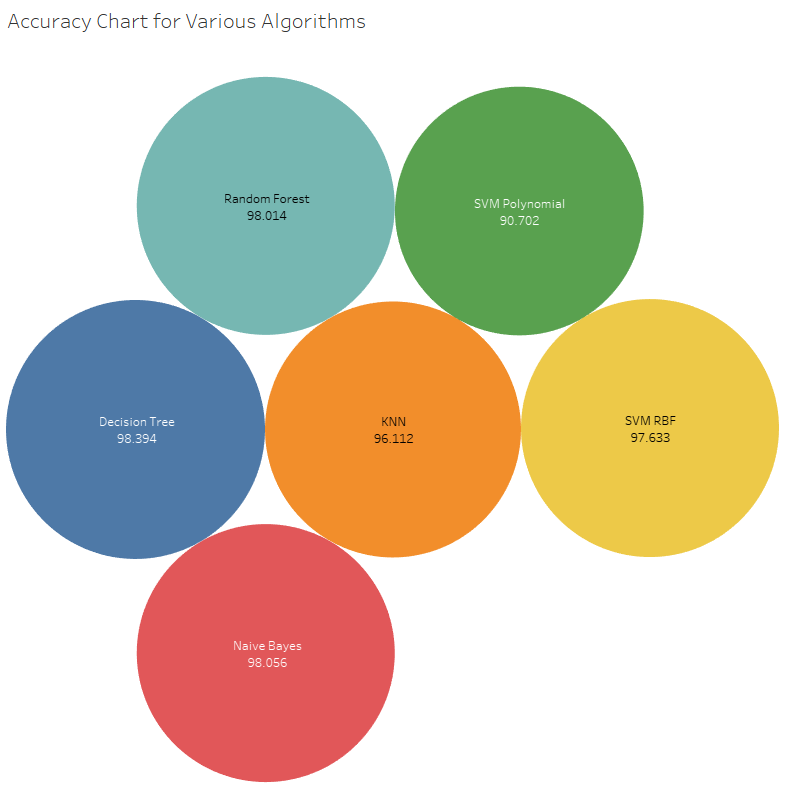 Accuracy Chart for Various Algorithms
Random Forest
98.014
SVM Polynomial
90.702
Decision Tree
98.394
KNN
96.112
SVM RBF
97.633
Naive Bayes
98.056